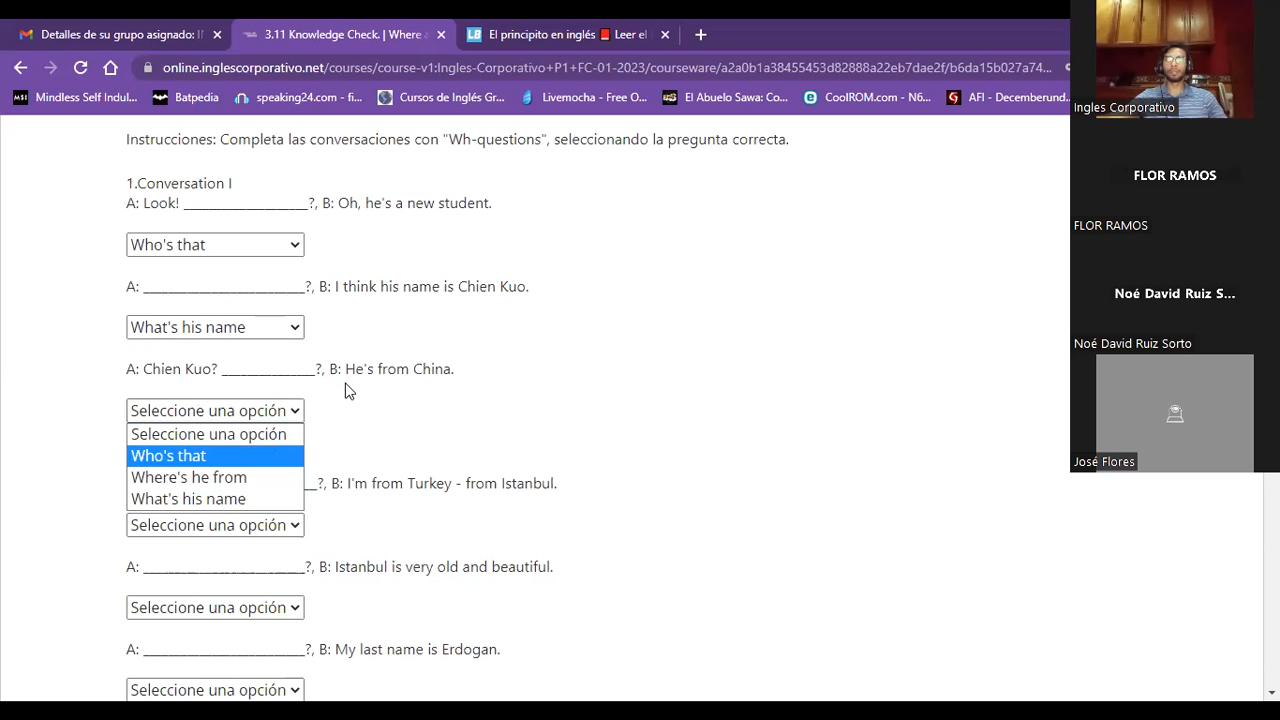 Detalles de su grupo asignado: I
3.11 Knowledge Check. | Where a
El principito en inglés 📕 Leer el
online.inglescorporativo.net/courses/course-v1:Ingles-Corporativo+P1+FC-01-2023/courseware/a2a0b1a38455453d82888a22eb7dae2f/b6da15b027a74...
Mindless Self Indul...
Batpedia
speaking24.com - fi...
Cursos de Inglés Gr...
Livemocha - Free O...
El Abuelo Sawa: Co...
CoolROM.com - N6...
AFI - Decemberund...
Instrucciones: Completa las conversaciones con "Wh-questions", seleccionando la pregunta correcta.
1.Conversation I
A: Look! ____________________?, B: Oh, he's a new student.
Who's that
A: __________________________?, B: I think his name is Chien Kuo.
What's his name
A: Chien Kuo? _______________?, B: He's from China.
Seleccione una opción
Seleccione una opción
Who's that
Where's he from
What's his name
__?, B: I'm from Turkey - from Istanbul.
Seleccione una opción
A: __________________________?, B: Istanbul is very old and beautiful.
Seleccione una opción
A: __________________________?, B: My last name is Erdogan.
Seleccione una opción
Ingles Corporativo
FLOR RAMOS
FLOR RAMOS
Noé David Ruiz S...
Noé David Ruiz Sorto
José Flores